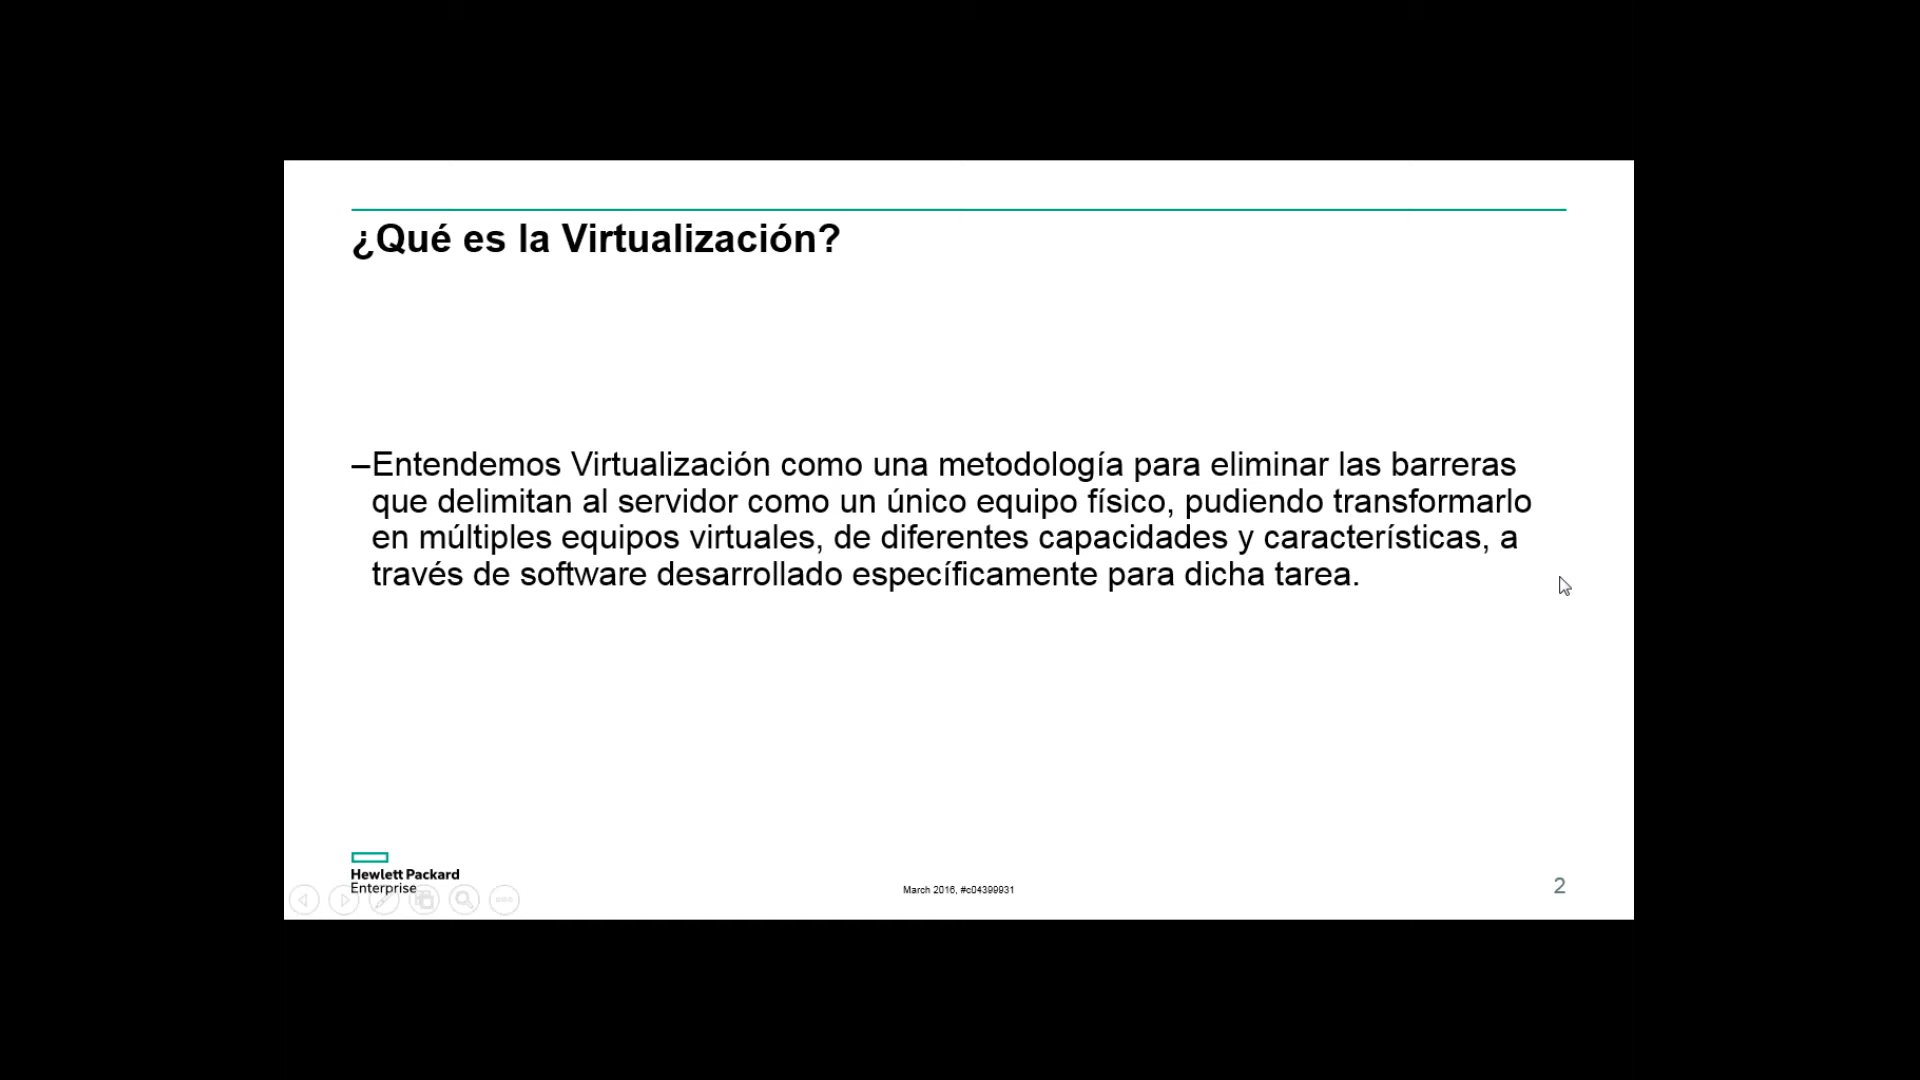 ¿Qué es la Virtualización?
–Entendemos Virtualización como una metodología para eliminar las barreras
que delimitan al servidor como un único equipo físico, pudiendo transformarlo
en múltiples equipos virtuales, de diferentes capacidades y características, a
través de software desarrollado específicamente para dicha tarea.
Hewlett Packard
Enterprise
March 2016, #c04399931
2